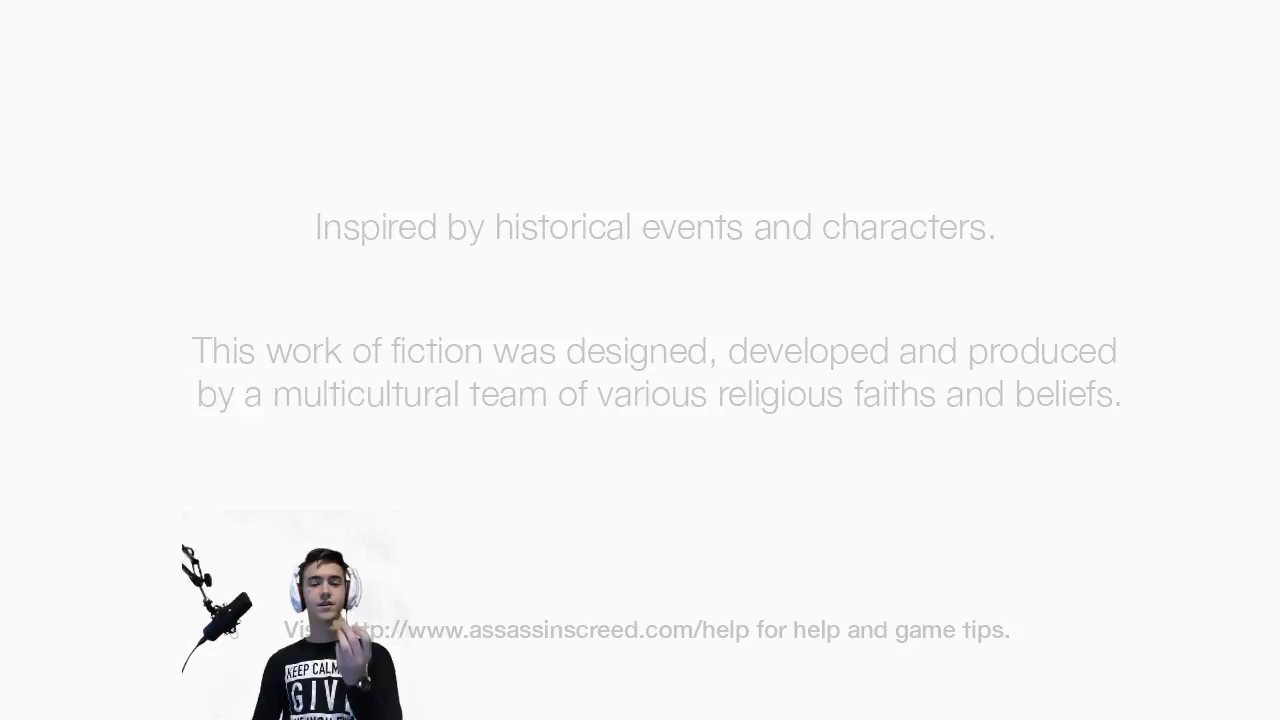 Inspired by historical events and characters.
This work of fiction was designed, developed and produced
by a multicultural team of various religious faiths and beliefs.
http://www.assassinscreed.com/help for help and game tips.
KEEP CALM